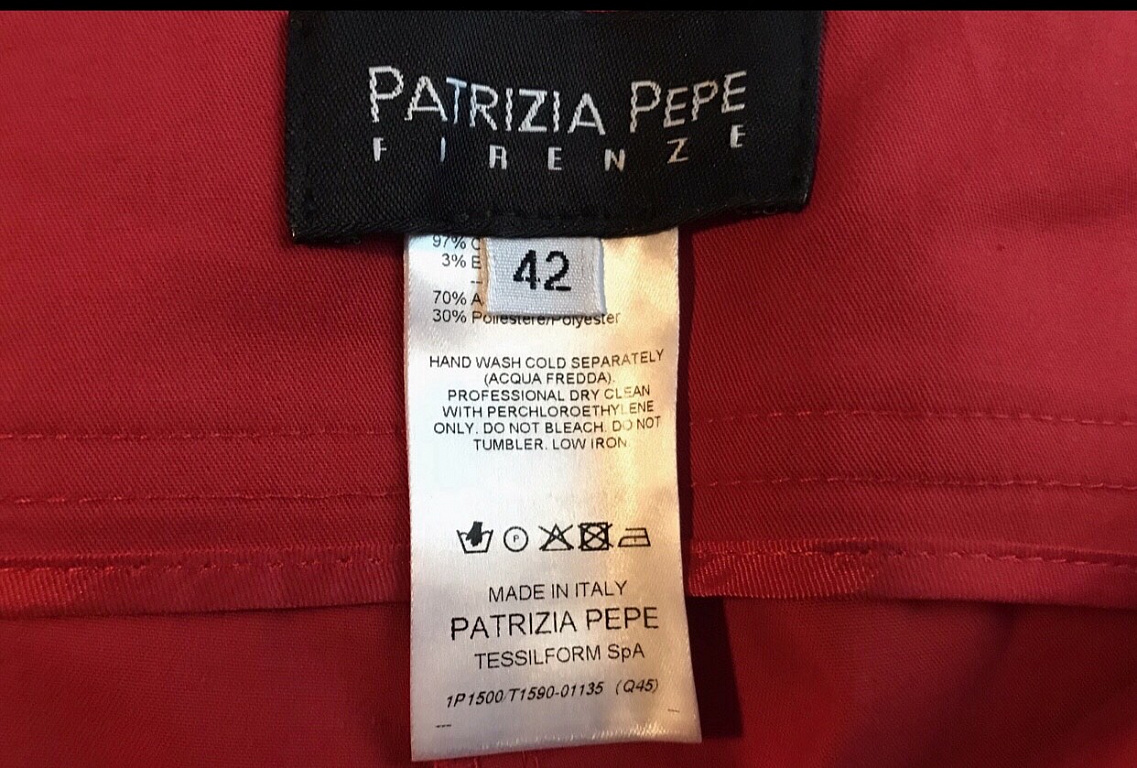 PATRIZIA PEPE
FIRENZE
42
97%
3%
--
70%
30% Poliestere/Polyester
HAND WASH COLD SEPARATELY
(ACQUA FREDDA).
PROFESSIONAL DRY CLEAN
WITH PERCHLOROETHYLENE
ONLY. DO NOT BLEACH. DO NOT
TUMBLER. LOW IRON.
P
MADE IN ITALY
PATRIZIA PEPE
TESSILFORM SpA
1P1500/T1590-01135 (Q45)